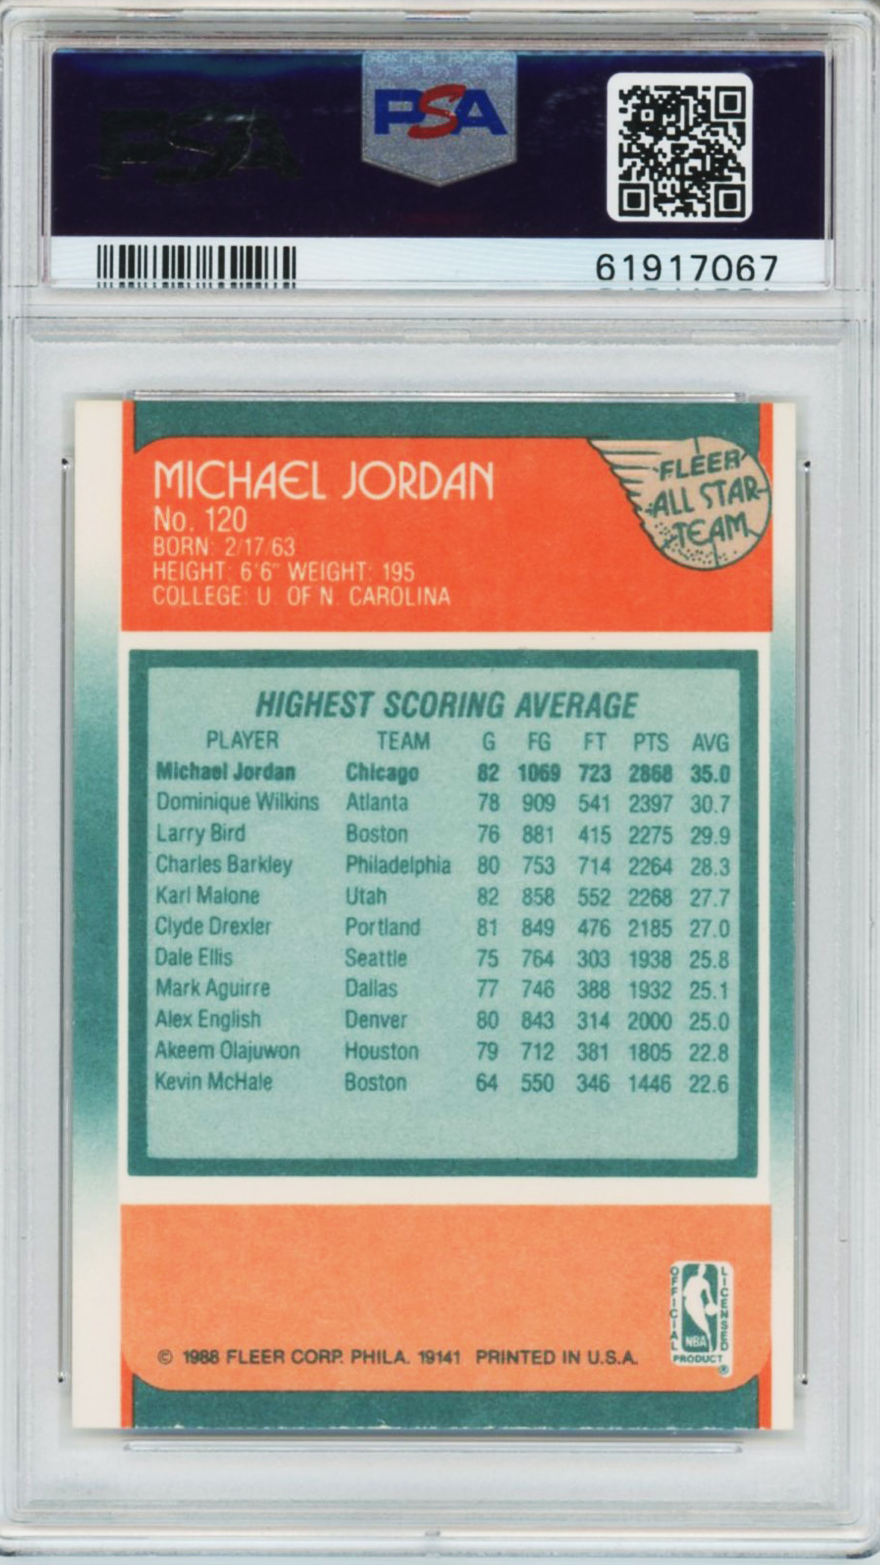 PSA
PSA
61917067
MICHAEL JORDAN
No. 120
BORN: 2/17/63
HEIGHT: 6'6" WEIGHT: 195
COLLEGE: U. OF N. CAROLINA
FLEER
ALL STAR
TEAM
HIGHEST SCORING AVERAGE
PLAYER TEAM G FG FT PTS AVG
Michael Jordan Chicago 82 1069 723 2868 35.0
Dominique Wilkins Atlanta 78 909 541 2397 30.7
Larry Bird Boston 76 881 415 2275 29.9
Charles Barkley Philadelphia 80 753 714 2264 28.3
Karl Malone Utah 82 858 552 2268 27.7
Clyde Drexler Portland 81 849 476 2185 27.0
Dale Ellis Seattle 75 764 303 1938 25.8
Mark Aguirre Dallas 77 746 388 1932 25.1
Alex English Denver 80 843 314 2000 25.0
Akeem Olajuwon Houston 79 712 381 1805 22.8
Kevin McHale Boston 64 550 346 1446 22.6
OFFICIAL LICENSED
NBA
PRODUCT
®
© 1988 FLEER CORP. PHILA. 19141 PRINTED IN U.S.A.